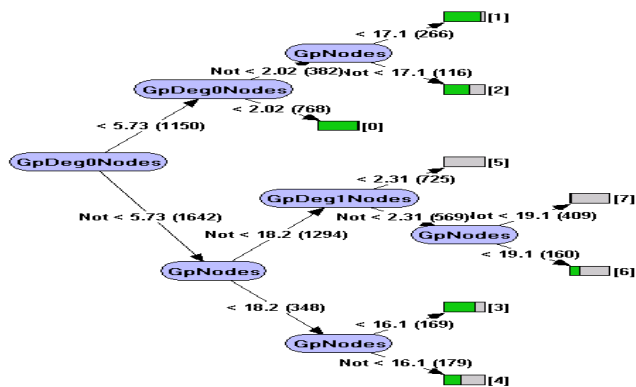 [1]
< 17.1 (266)
GpNodes
Not < 2.02 (382)
Not < 17.1 (116)
GpDeg0Nodes
[2]
< 2.02 (768)
< 5.73 (1150)
[0]
GpDeg0Nodes
[5]
< 2.31 (725)
GpDeg1Nodes
[7]
Not < 5.73 (1642)
Not < 2.31 (569)
Not < 19.1 (409)
Not < 18.2 (1294)
GpNodes
< 19.1 (160)
GpNodes
[6]
< 18.2 (348)
[3]
< 16.1 (169)
GpNodes
Not < 16.1 (179)
[4]